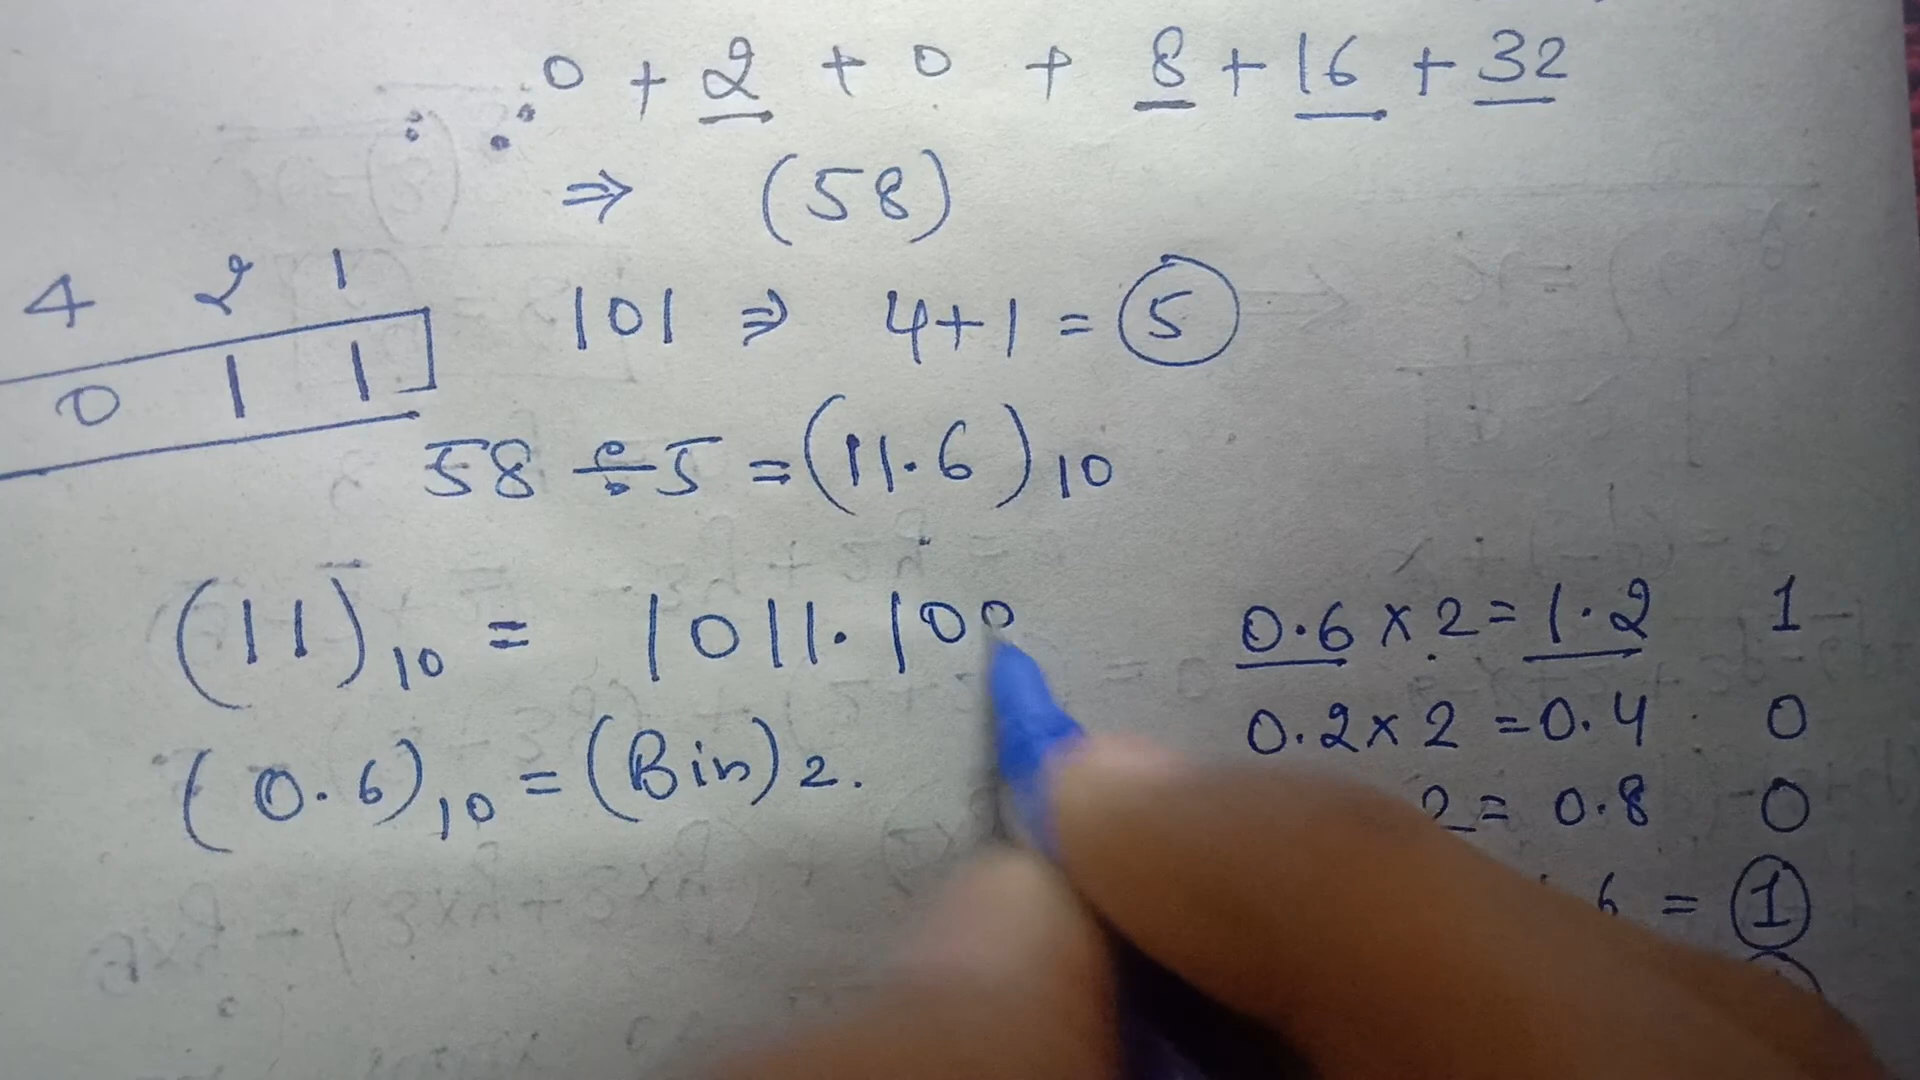 ∴ 0 + 2 + 0 + 8 + 16 + 32
⇒ (58)
4 2 1
0 1 1
101 ⇒ 4+1 = 5
58 ÷ 5 = (11.6)10
(11)10 = 1011.100
(0.6)10 = (Bin)2.
0.6 × 2 = 1.2 1
0.2 × 2 = 0.4 0
2 = 0.8 0
6 = 1